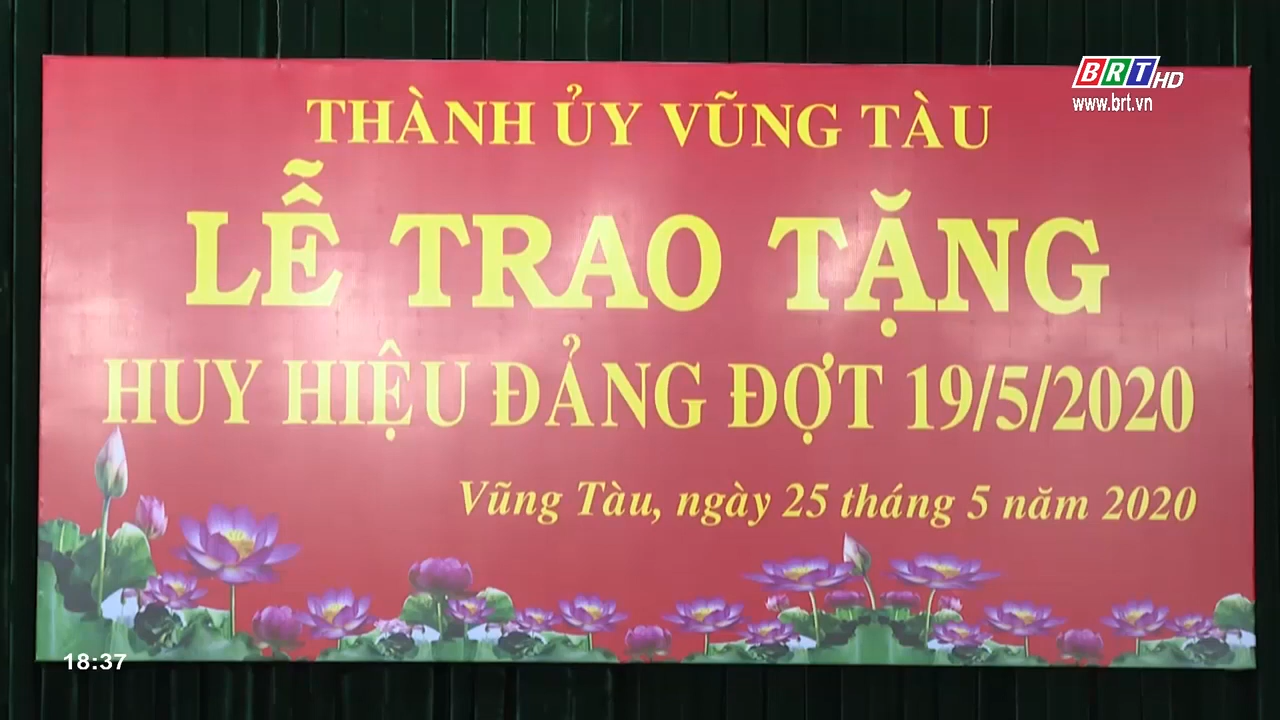 BRT HD
www.brt.vn
THÀNH ỦY VŨNG TÀU
LỄ TRAO TẶNG
HUY HIỆU ĐẢNG ĐỢT 19/5/2020
Vũng Tàu, ngày 25 tháng 5 năm 2020
18:37